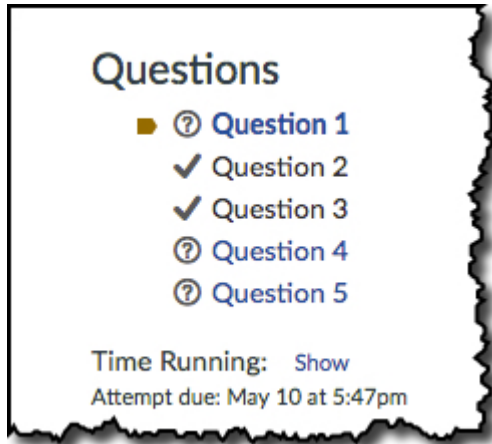 Questions
Question 1
Question 2
Question 3
Question 4
Question 5
Time Running: Show
Attempt due: May 10 at 5:47pm